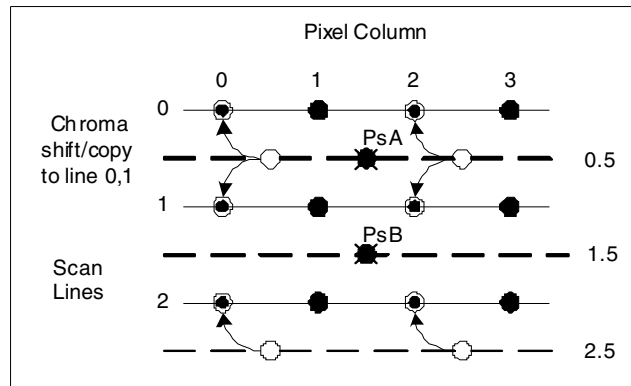 Pixel Column
0 1 2 3
0
Chroma
shift/copy
to line 0,1
PsA
0.5
1
PsB
1.5
Scan
Lines
2
2.5